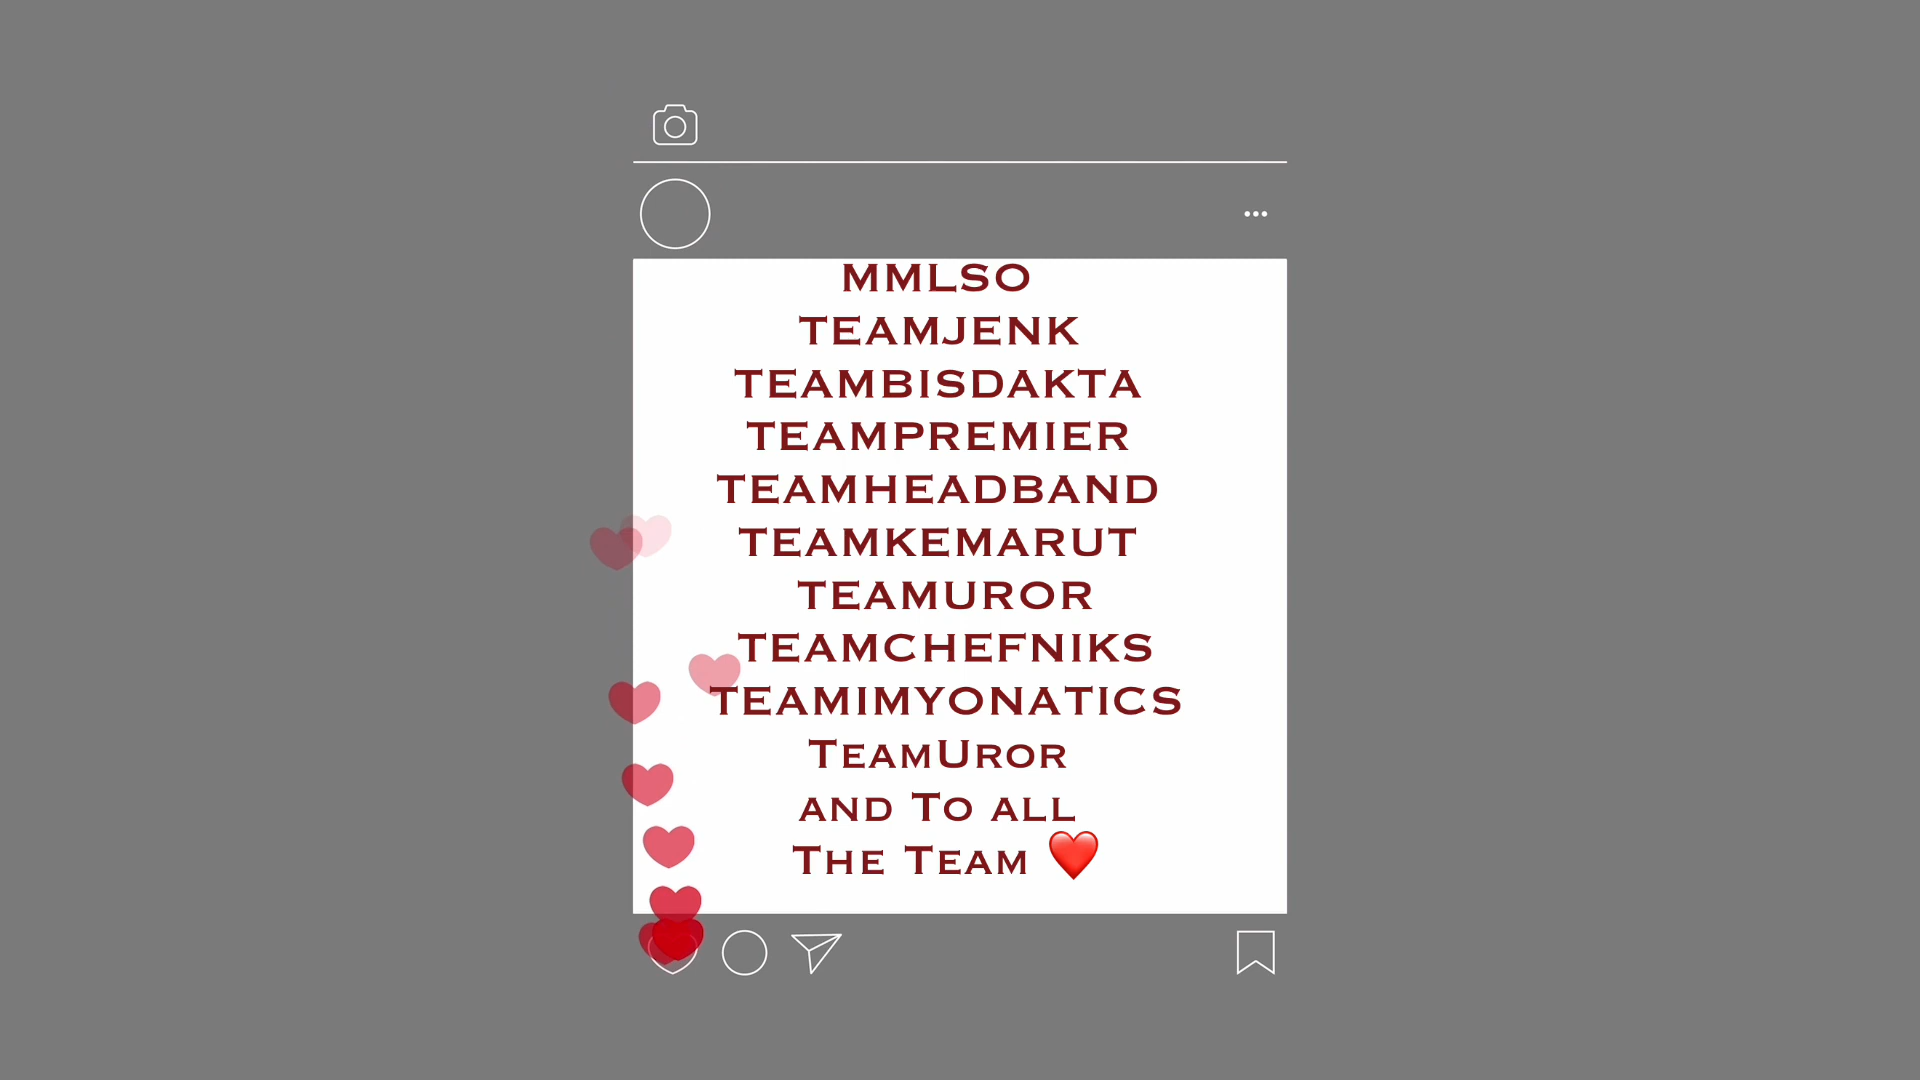 MMLSO
TEAMJENK
TEAMBISDAKTA
TEAMPREMIER
TEAMHEADBAND
TEAMKEMARUT
TEAMUROR
TEAMCHEFNIKS
TEAMIMYONATICS
TeamUror
and To all
The Team ❤️